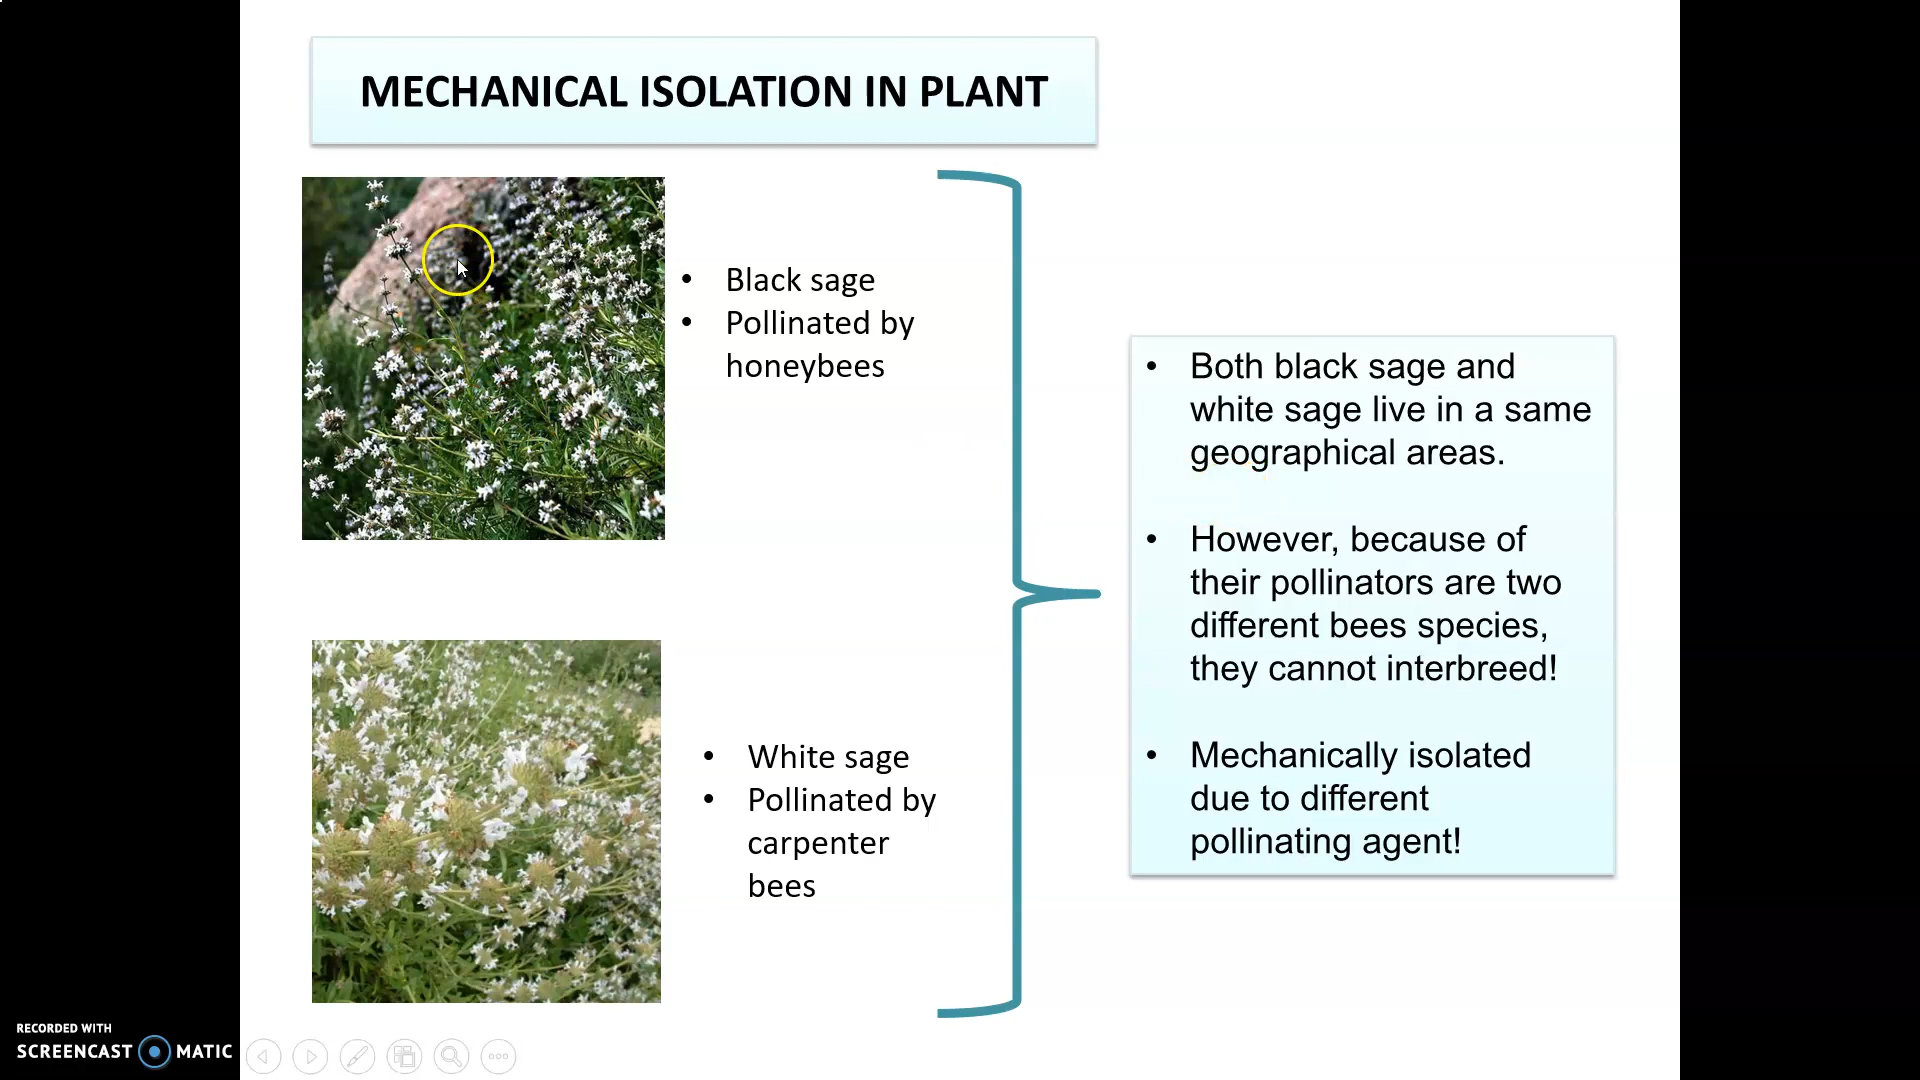 MECHANICAL ISOLATION IN PLANT
• Black sage
• Pollinated by
honeybees
• White sage
• Pollinated by
carpenter
bees
• Both black sage and
white sage live in a same
geographical areas.
• However, because of
their pollinators are two
different bees species,
they cannot interbreed!
• Mechanically isolated
due to different
pollinating agent!
RECORDED WITH
SCREENCAST MATIC